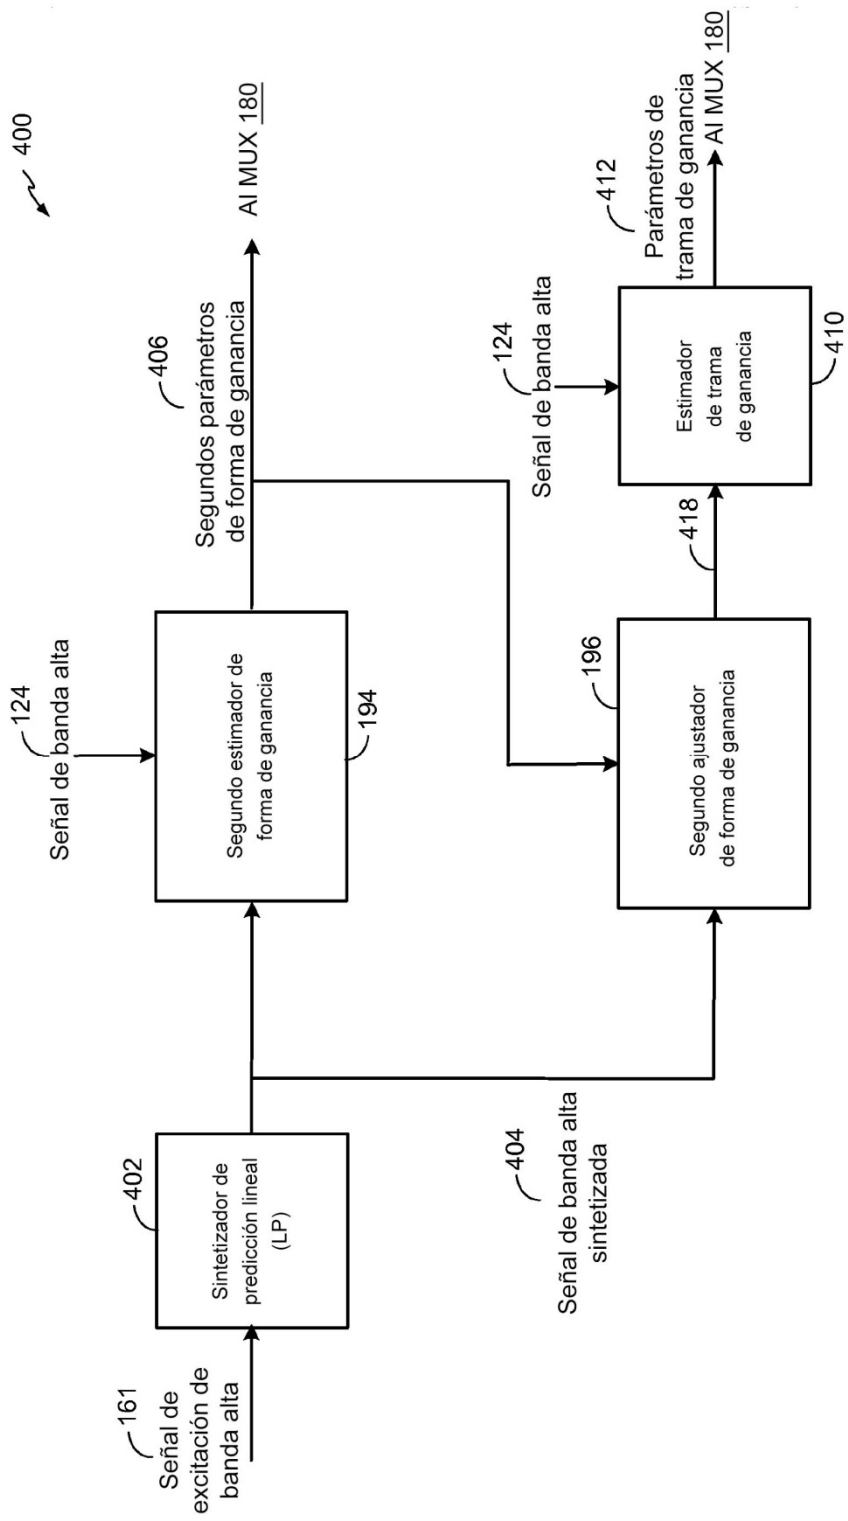 400
161
Señal de
excitación de
banda alta
402
Sintetizador de
predicción lineal
(LP)
404
Señal de banda alta
sintetizada
124
Señal de banda alta
Segundo estimador de
forma de ganancia
194
406
Segundos parámetros
de forma de ganancia
Al MUX 180
196
Segundo ajustador
de forma de ganancia
418
124
Señal de banda alta
Estimador
de trama
de ganancia
410
412
Parámetros de
trama de ganancia
Al MUX 180